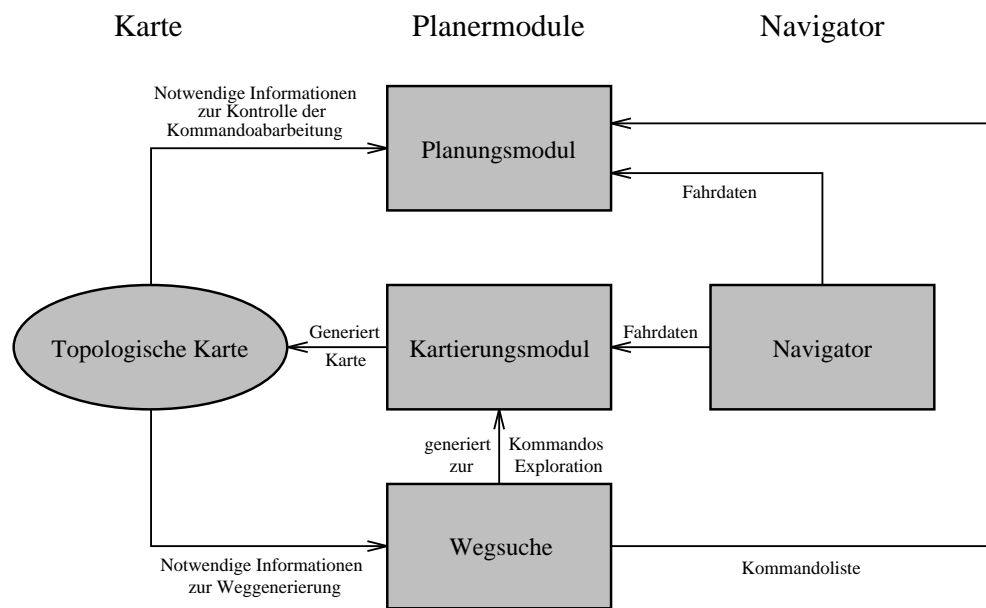 Karte
Planermodule
Navigator
Notwendige Informationen
zur Kontrolle der
Kommandoabarbeitung
Planungsmodul
Fahrdaten
Topologische Karte
Generiert
Karte
Kartierungsmodul
Fahrdaten
Navigator
generiert Kommandos
zur Exploration
Wegsuche
Notwendige Informationen
zur Weggenerierung
Kommandoliste